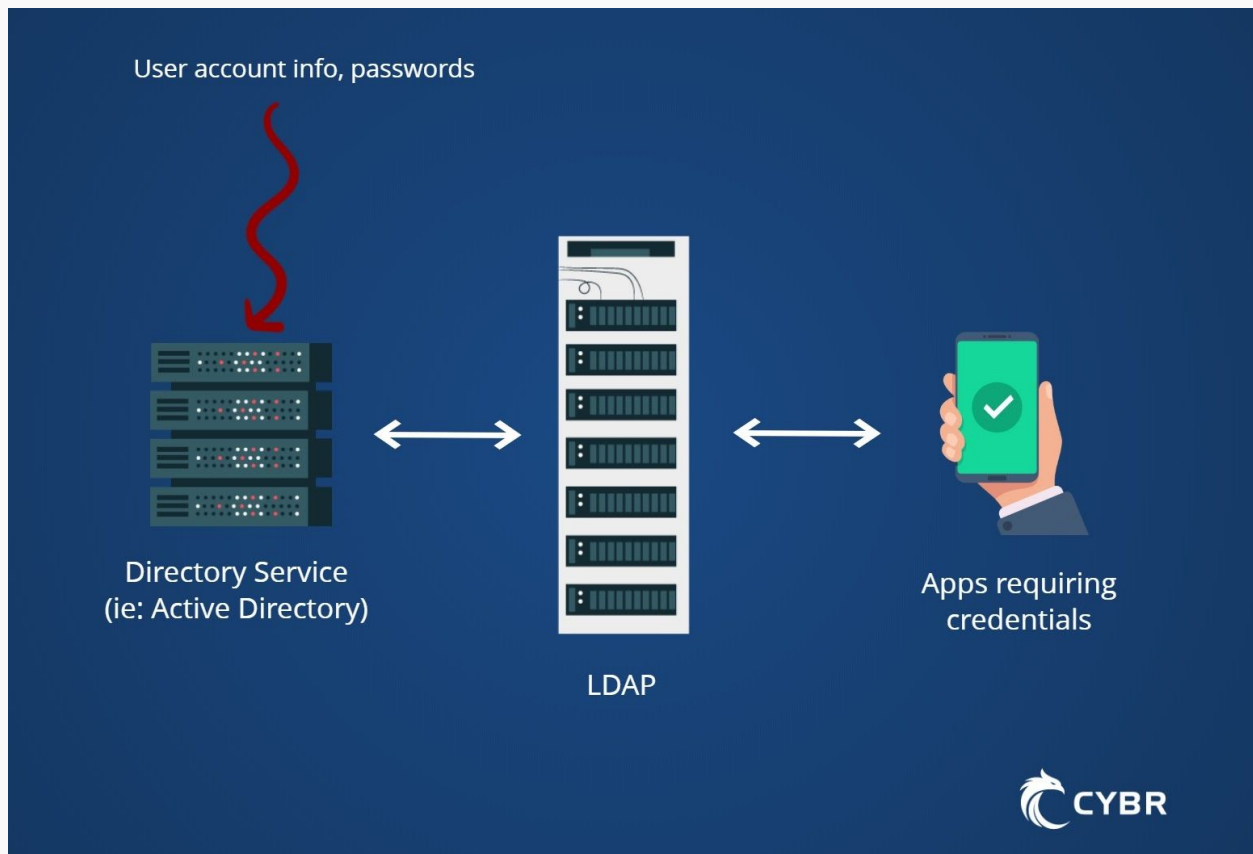 User account info, passwords
Directory Service
(ie: Active Directory)
LDAP
Apps requiring
credentials
CYBR